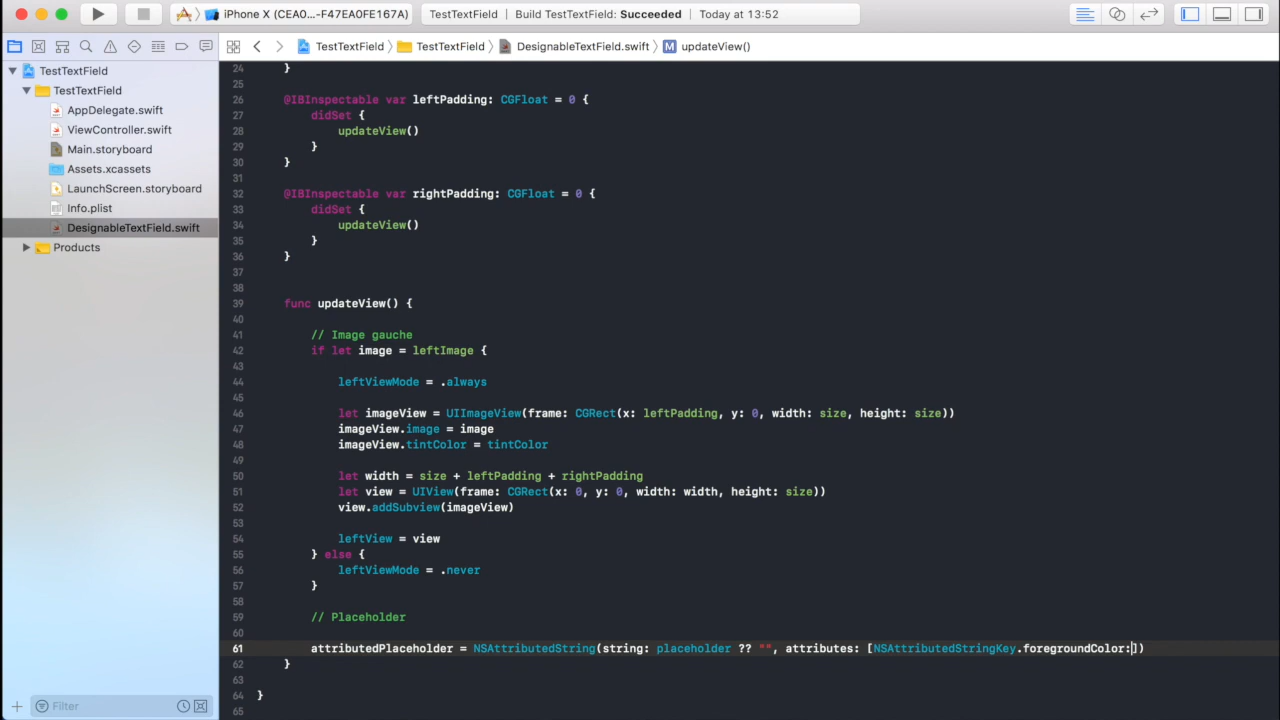 iPhone X (CEA0...-F47EA0FE167A)
TestTextField | Build TestTextField: Succeeded | Today at 13:52
TestTextField 〉 TestTextField 〉 DesignableTextField.swift 〉 M updateView()
TestTextField
TestTextField
AppDelegate.swift
ViewController.swift
Main.storyboard
Assets.xcassets
LaunchScreen.storyboard
Info.plist
DesignableTextField.swift
Products
Filter
24 }
25
26 @IBInspectable var leftPadding: CGFloat = 0 {
27 didSet {
28 updateView()
29 }
30 }
31
32 @IBInspectable var rightPadding: CGFloat = 0 {
33 didSet {
34 updateView()
35 }
36 }
37
38
39 func updateView() {
40
41 // Image gauche
42 if let image = leftImage {
43
44 leftViewMode = .always
45
46 let imageView = UIImageView(frame: CGRect(x: leftPadding, y: 0, width: size, height: size))
47 imageView.image = image
48 imageView.tintColor = tintColor
49
50 let width = size + leftPadding + rightPadding
51 let view = UIView(frame: CGRect(x: 0, y: 0, width: width, height: size))
52 view.addSubview(imageView)
53
54 leftView = view
55 } else {
56 leftViewMode = .never
57 }
58
59 // Placeholder
60
61 attributedPlaceholder = NSAttributedString(string: placeholder ?? "", attributes: [NSAttributedStringKey.foregroundColor:])
62 }
63
64 }
65